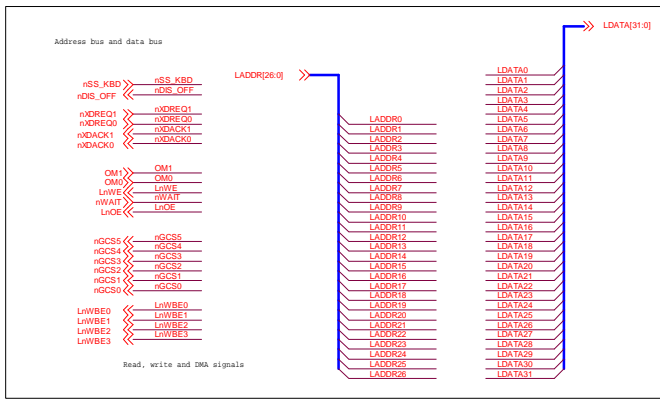 LDATA[31:0]
Address bus and data bus
LADDR[26:0]
nSS_KBD nSS_KBD
nDIS_OFF nDIS_OFF
nXDREQ1 nXDREQ1
nXDREQ0 nXDREQ0
nXDACK1 nXDACK1
nXDACK0 nXDACK0
OM1 OM1
OM0 OM0
LnWE LnWE
nWAIT nWAIT
LnOE LnOE
nGCS5 nGCS5
nGCS4 nGCS4
nGCS3 nGCS3
nGCS2 nGCS2
nGCS1 nGCS1
nGCS0 nGCS0
LnWBE0 LnWBE0
LnWBE1 LnWBE1
LnWBE2 LnWBE2
LnWBE3 LnWBE3
Read, write and DMA signals
LADDR0
LADDR1
LADDR2
LADDR3
LADDR4
LADDR5
LADDR6
LADDR7
LADDR8
LADDR9
LADDR10
LADDR11
LADDR12
LADDR13
LADDR14
LADDR15
LADDR16
LADDR17
LADDR18
LADDR19
LADDR20
LADDR21
LADDR22
LADDR23
LADDR24
LADDR25
LADDR26
LDATA0
LDATA1
LDATA2
LDATA3
LDATA4
LDATA5
LDATA6
LDATA7
LDATA8
LDATA9
LDATA10
LDATA11
LDATA12
LDATA13
LDATA14
LDATA15
LDATA16
LDATA17
LDATA18
LDATA19
LDATA20
LDATA21
LDATA22
LDATA23
LDATA24
LDATA25
LDATA26
LDATA27
LDATA28
LDATA29
LDATA30
LDATA31